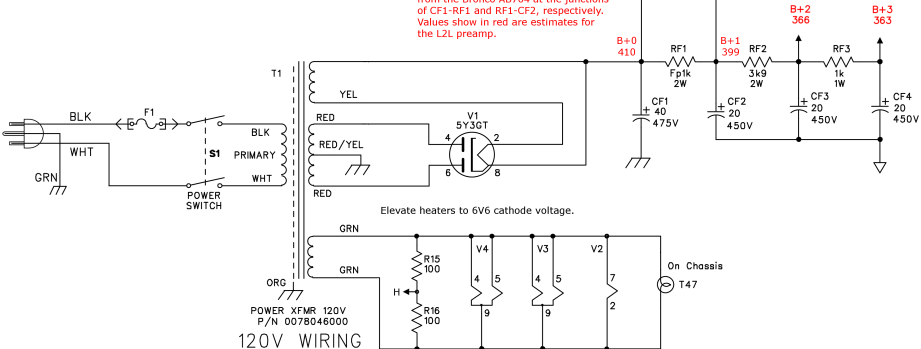 from the Bronco AB764 at the junctions
of CF1-RF1 and RF1-CF2, respectively.
Values show in red are estimates for
the L2L preamp.
B+0
410
B+1
399
B+2
366
B+3
363
RF1
Fp1k
2W
RF2
3k9
2W
RF3
1k
1W
CF1
40
475V
CF2
20
450V
CF3
20
450V
CF4
20
450V
T1
YEL
RED
RED/YEL
RED
V1
5Y3GT
4
2
6
8
BLK
F1
S1
BLK
PRIMARY
WHT
WHT
GRN
POWER
SWITCH
Elevate heaters to 6V6 cathode voltage.
GRN
GRN
ORG
R15
100
H
R16
100
V4
4
5
9
V3
4
5
9
V2
7
2
On Chassis
T47
POWER XFMR 120V
P/N 0078046000
120V WIRING